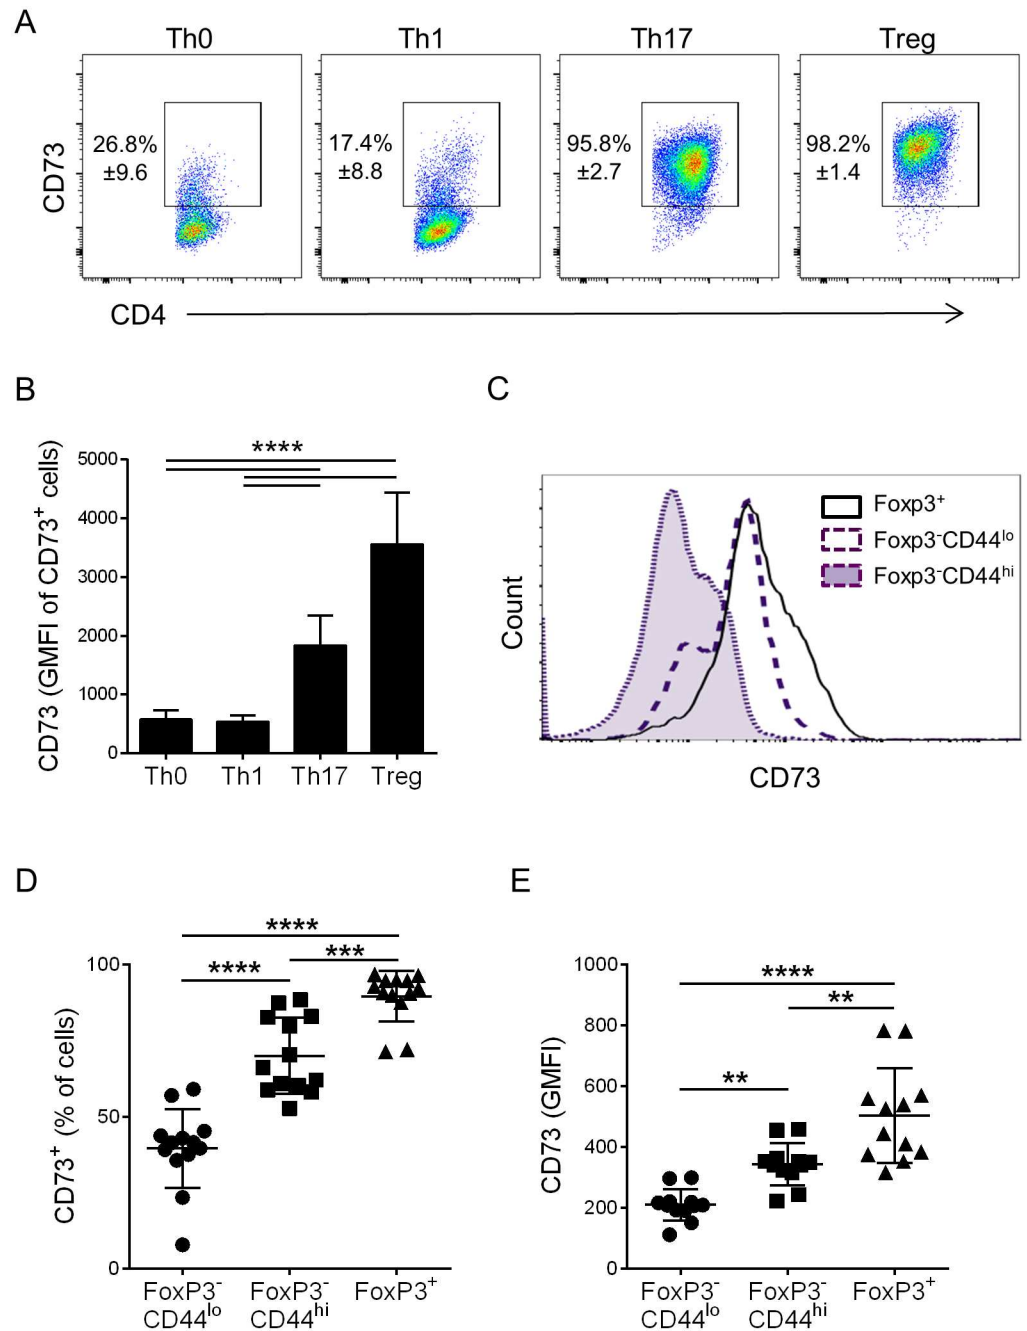 A
Th0 Th1 Th17 Treg
CD73
26.8% ±9.6
17.4% ±8.8
95.8% ±2.7
98.2% ±1.4
CD4
B
CD73 (GMFI of CD73⁺ cells)
****
5000
4000
3000
2000
1000
0
Th0 Th1 Th17 Treg
C
Count
Foxp3⁺
Foxp3⁻CD44ˡᵒ
Foxp3⁻CD44ʰⁱ
CD73
D
CD73⁺ (% of cells)
****
***
****
100
50
0
FoxP3⁻ FoxP3⁻ FoxP3⁺
CD44ˡᵒ CD44ʰⁱ
E
CD73 (GMFI)
****
**
**
1000
800
600
400
200
0
FoxP3⁻ FoxP3⁻ FoxP3⁺
CD44ˡᵒ CD44ʰⁱ